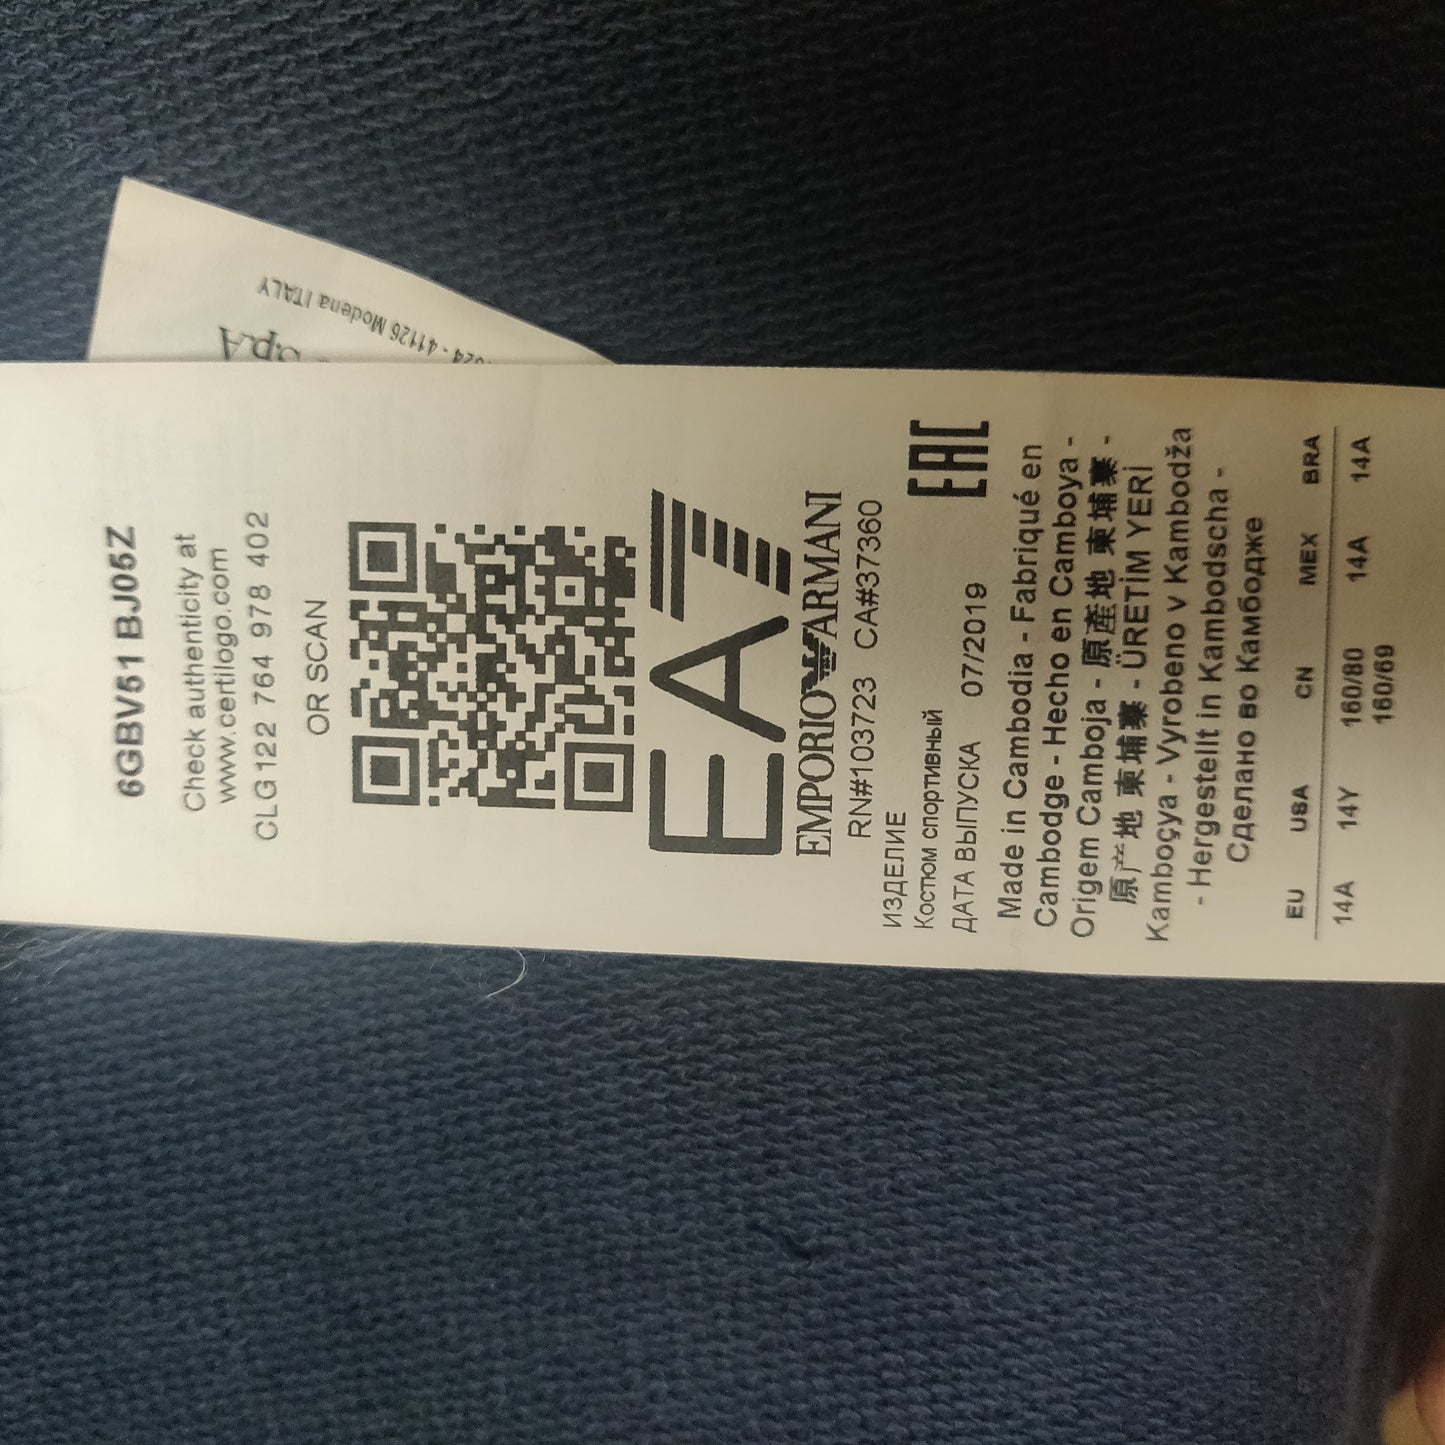 6GBV51 BJ05Z
Check authenticity at
www.certilogo.com
CLG122 764 978 402
OR SCAN
EA7
EMPORIO ARMANI
RN#103723 CA#37360
ИЗДЕЛИЕ
Костюм спортивный
ДАТА ВЫПУСКА 07/2019
EAC
Made in Cambodia - Fabriqué en
Cambodge - Hecho en Camboya -
Origem Camboja - 原産地 柬埔寨 -
原产地 柬埔寨 - ÜRETİM YERİ
Kamboçya - Vyrobeno v Kambodža
- Hergestellt in Kambodscha -
Сделано во Камбодже
EU USA CN MEX BRA
14A 14Y 160/80 14A 14A
160/69
41126 Modena ITALY